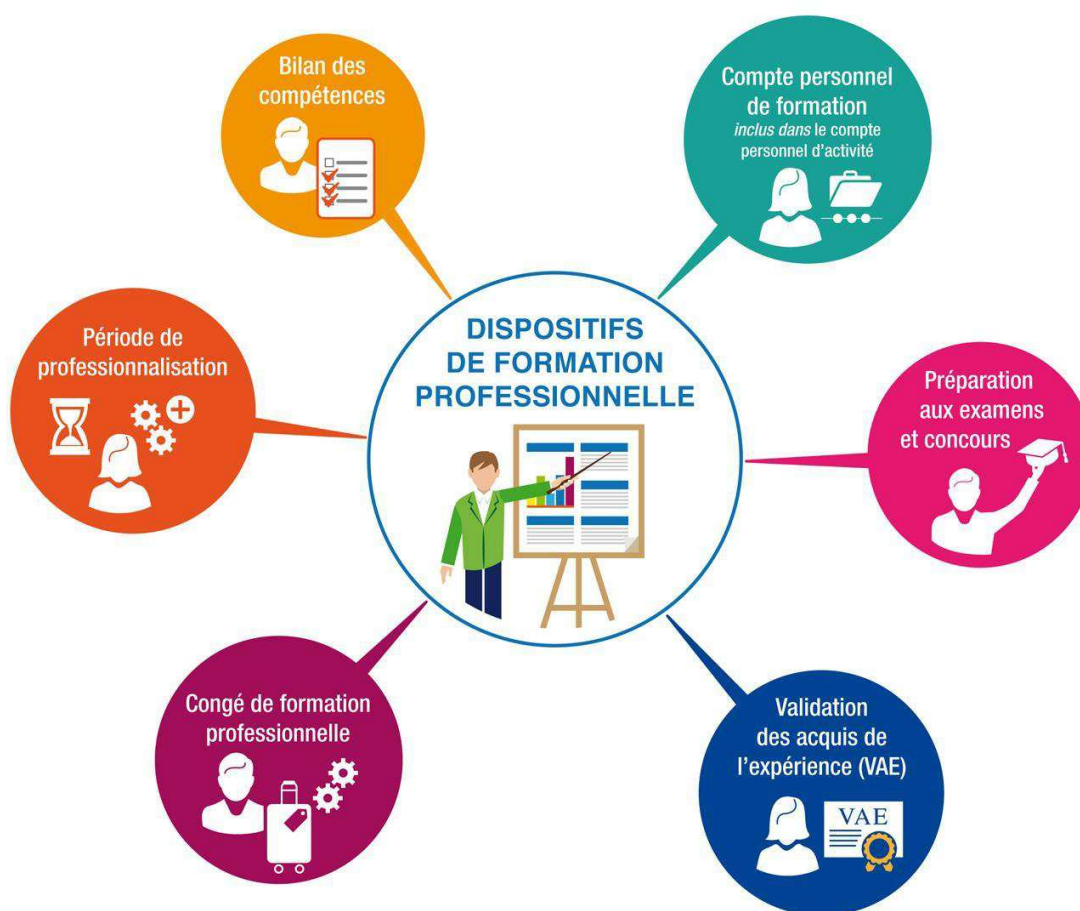 Bilan des
compétences
Compte personnel
de formation
inclus dans le compte
personnel d'activité
Période de
professionnalisation
DISPOSITIFS
DE FORMATION
PROFESSIONNELLE
Préparation
aux examens
et concours
Congé de formation
professionnelle
Validation
des acquis de
l'expérience (VAE)
VAE